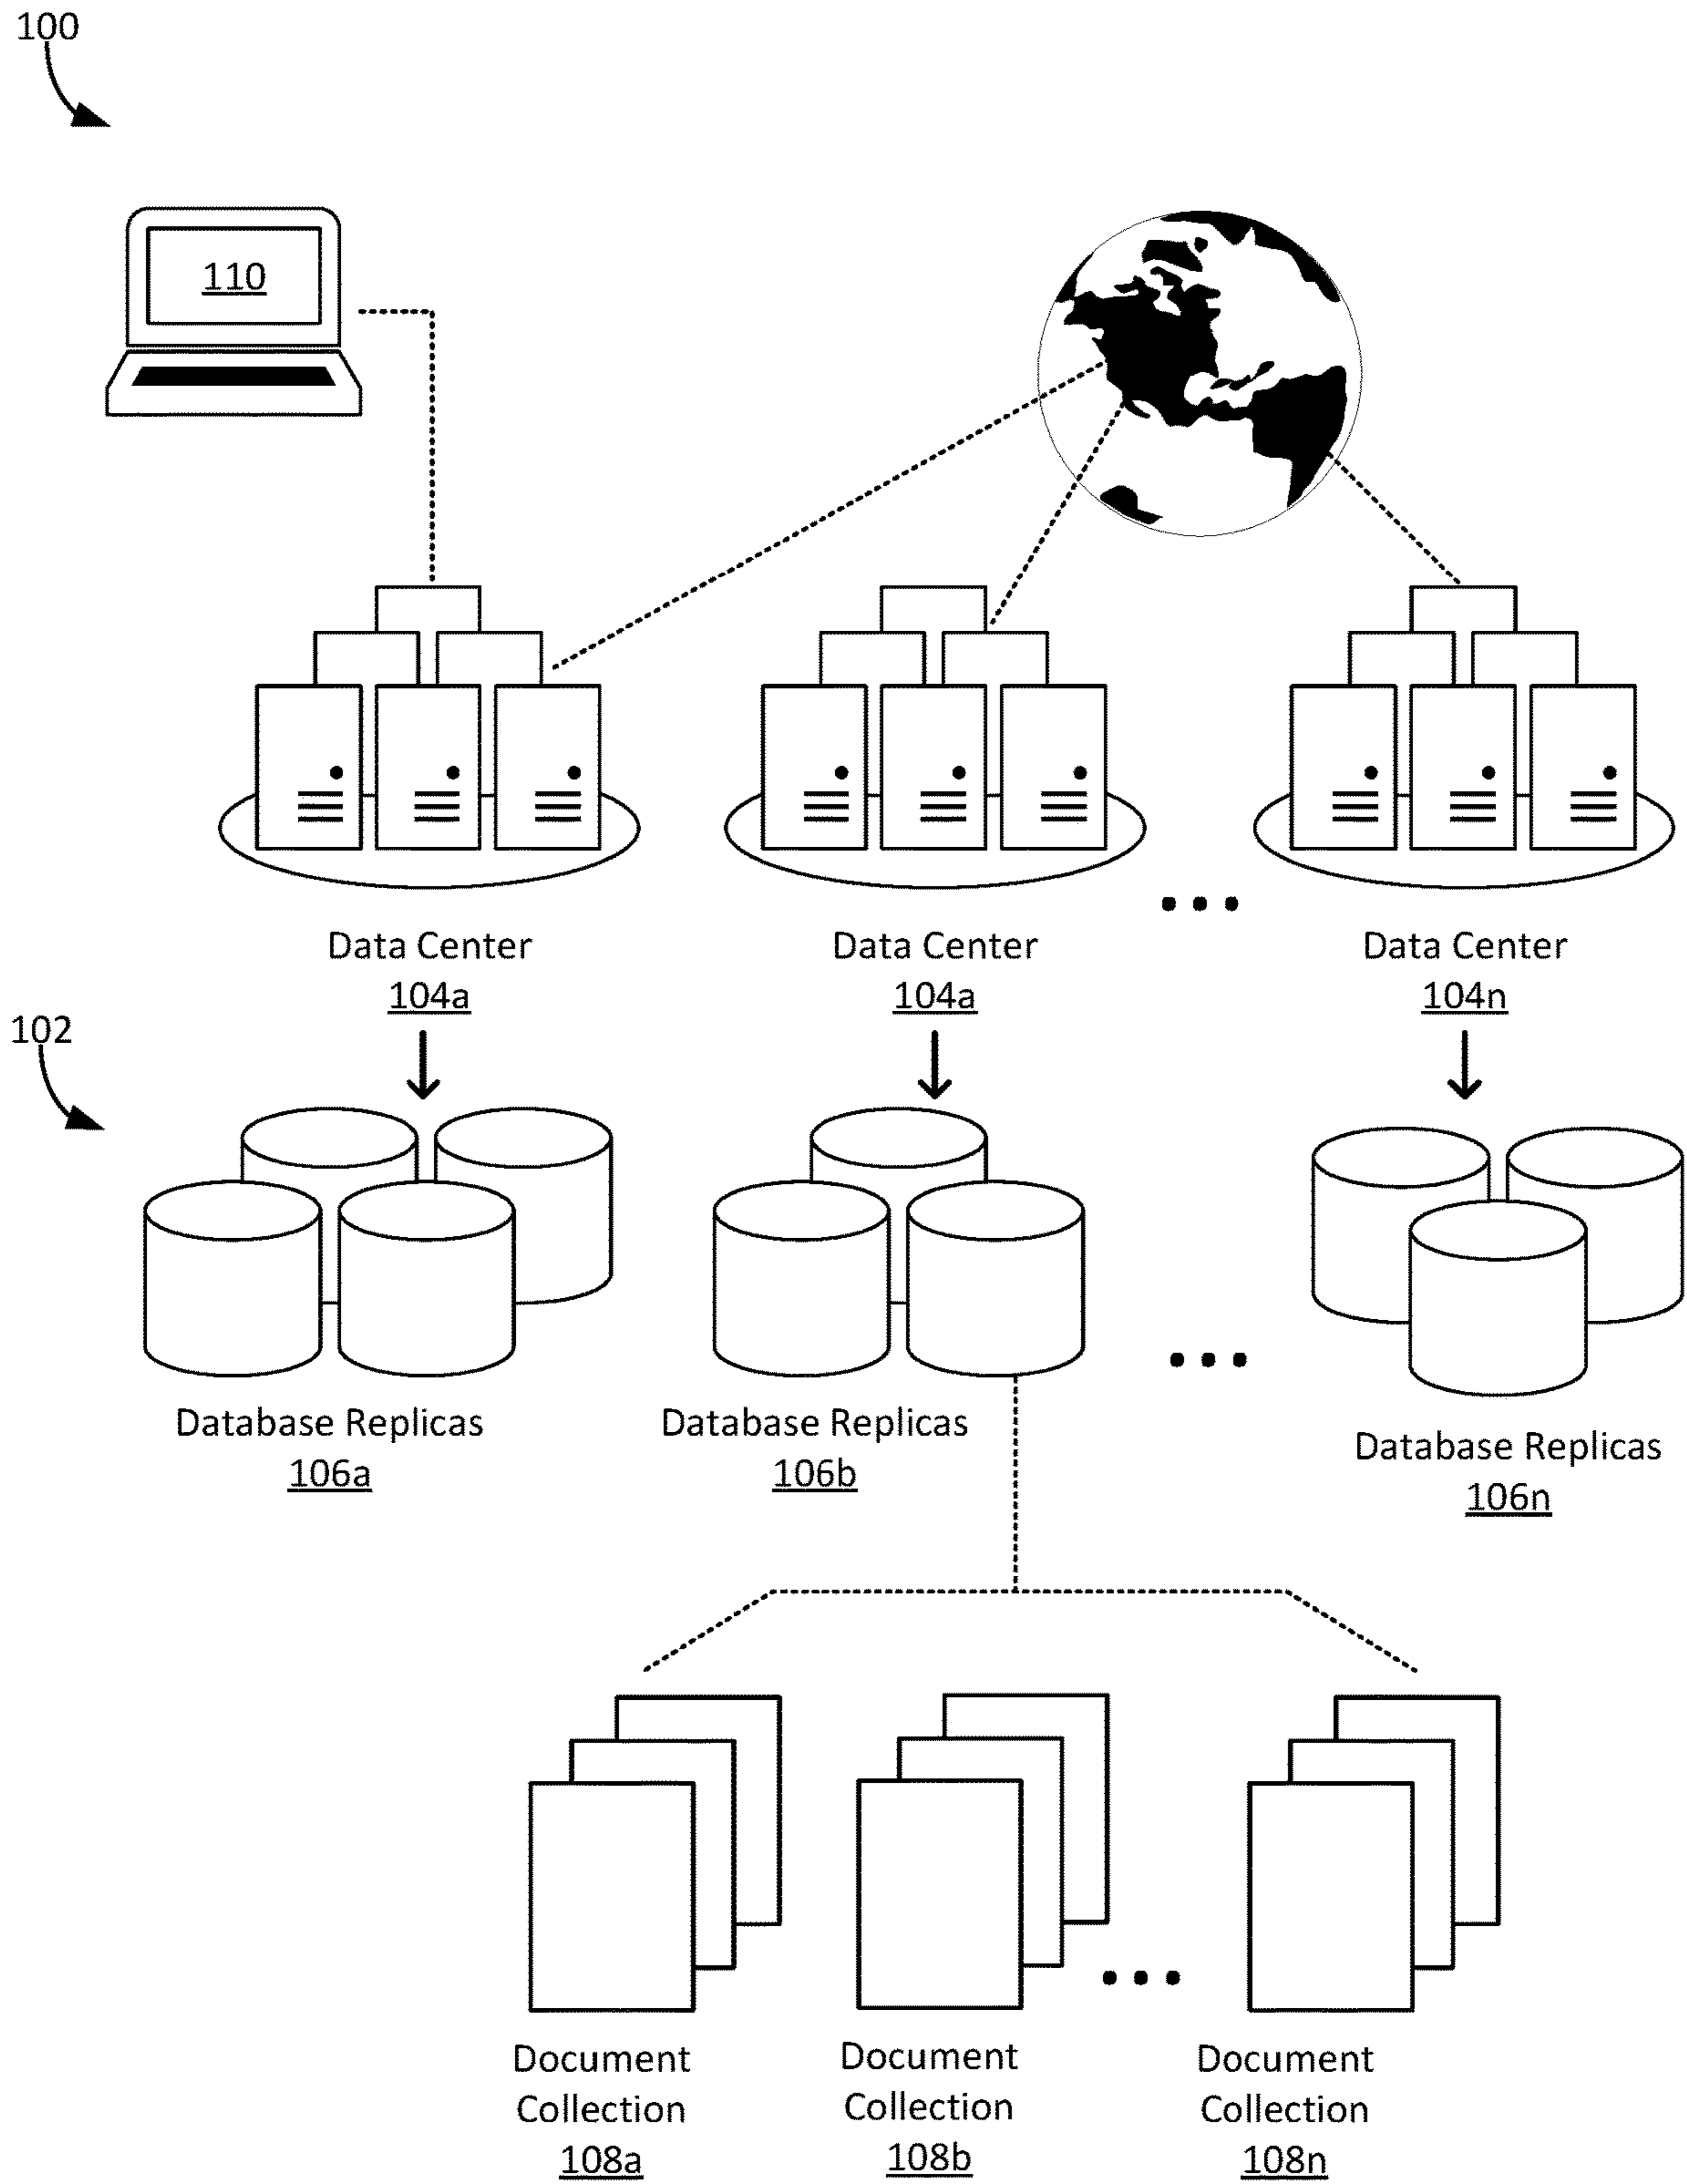 100
110
Data Center
104a
Data Center
104a
Data Center
104n
102
Database Replicas
106a
Database Replicas
106b
Database Replicas
106n
Document
Collection
108a
Document
Collection
108b
Document
Collection
108n